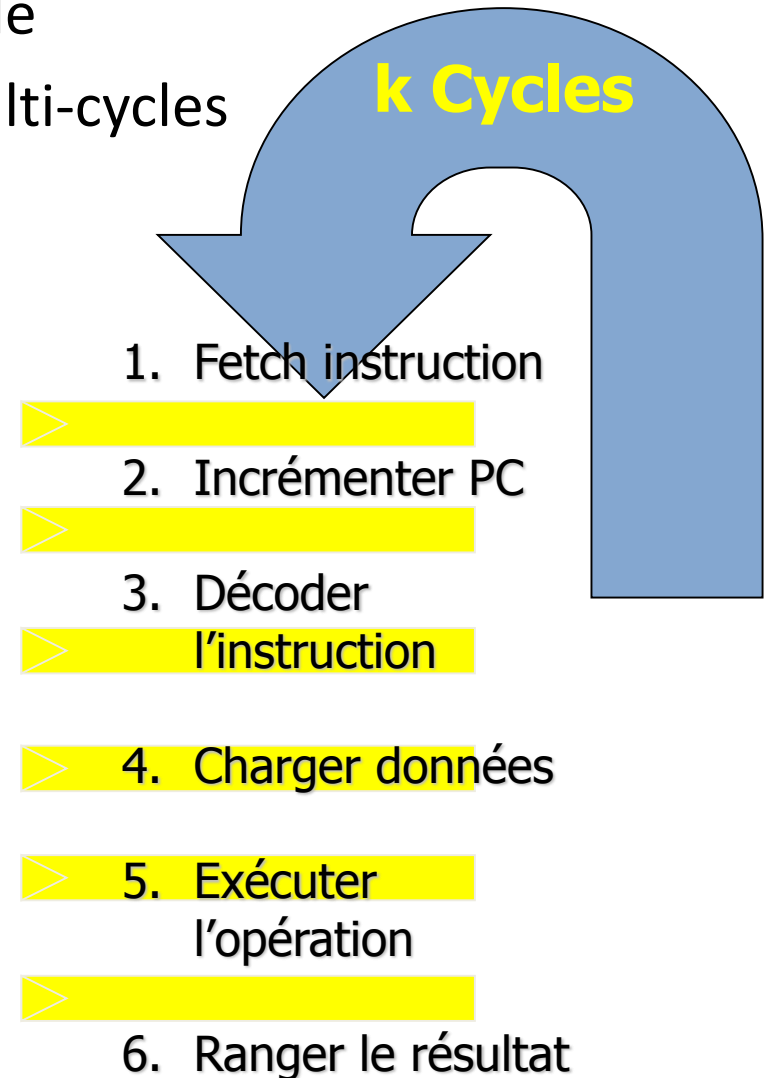 le
lti-cycles
k Cycles
1. Fetch instruction
2. Incrémenter PC
3. Décoder
l’instruction
4. Charger données
5. Exécuter
l’opération
6. Ranger le résultat